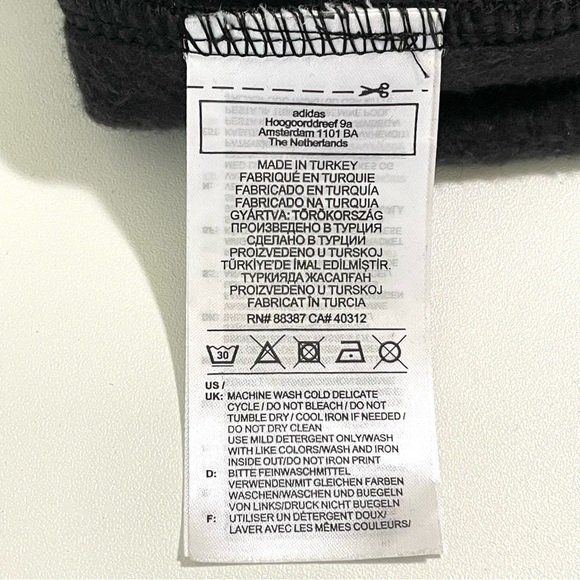 adidas
Hoogoorddreef 9a
Amsterdam 1101 BA
The Netherlands
MADE IN TURKEY
FABRIQUÉ EN TURQUIE
FABRICADO EN TURQUÍA
FABRICADO NA TURQUIA
GYÁRTVA: TÖRÖKORSZÁG
ПРОИЗВЕДЕНО В ТУРЦИЯ
СДЕЛАНО В ТУРЦИИ
PROIZVEDENO U TURSKOJ
TÜRKİYE'DE İMAL EDİLMİŞTİR.
ТУРКИЯДА ЖАСАЛҒАН
PROIZVEDENO U TURSKOJ
FABRICAT ÎN TURCIA
RN# 88387 CA# 40312
30
US /
UK: MACHINE WASH COLD DELICATE
CYCLE / DO NOT BLEACH / DO NOT
TUMBLE DRY / COOL IRON IF NEEDED /
DO NOT DRY CLEAN
USE MILD DETERGENT ONLY/WASH
WITH LIKE COLORS/WASH AND IRON
INSIDE OUT/DO NOT IRON PRINT
D: BITTE FEINWASCHMITTEL
VERWENDEN/MIT GLEICHEN FARBEN
WASCHEN/WASCHEN UND BUEGELN
VON LINKS/DRUCK NICHT BUEGELN
F: UTILISER UN DÉTERGENT DOUX/
LAVER AVEC LES MÊMES COULEURS/